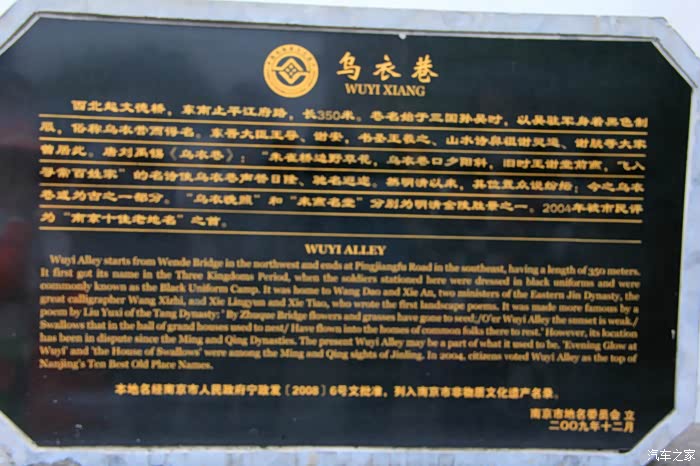 乌衣巷
WUYI XIANG
西北起文德桥，东南止平江府路，长350米。巷名始于三国孙吴时，以吴驻军身着黑色制
服，俗称乌衣营而得名。东晋大臣王导、谢安，书圣王羲之、山水诗鼻祖谢灵运、谢朓等大家
曾居此。唐刘禹锡《乌衣巷》：“朱雀桥边野草花，乌衣巷口夕阳斜，旧时王谢堂前燕，飞入
寻常百姓家”的名诗使乌衣巷声誉日隆、驰名遐迩。然明清以来，其位置众说纷纭；今之乌衣
巷或为古之一部分。“乌衣晚照”和“来燕名堂”分别为明清金陵胜景之一。2004年被市民评
为“南京十佳老地名”之首。
WUYI ALLEY
Wuyi Alley starts from Wende Bridge in the northwest and ends at Pingjiangfu Road in the southeast, having a length of 350 meters.
It first got its name in the Three Kingdoms Period, when the soldiers stationed here were dressed in black uniforms and were
commonly known as the Black Uniform Camp. It was home to Wang Dao and Xie An, two ministers of the Eastern Jin Dynasty, the
great calligrapher Wang Xizhi, and Xie Lingyun and Xie Tiao, who wrote the first landscape poems. It was made more famous by a
poem by Liu Yuxi of the Tang Dynasty: ' By Zhuque Bridge flowers and grasses have gone to seed./O'er Wuyi Alley the sunset is weak./
Swallows that in the hall of grand houses used to nest/ Have flown into the homes of common folks there to rest.' However, its location
has been in dispute since the Ming and Qing Dynasties. The present Wuyi Alley may be a part of what it used to be. 'Evening Glow at
Wuyi' and 'the House of Swallows' were among the Ming and Qing sights of Jinling. In 2004, citizens voted Wuyi Alley as the top of
Nanjing's Ten Best Old Place Names.
本地名经南京市人民政府宁政发〔2008〕6号文批准，列入南京市非物质文化遗产名录。
南京市地名委员会 立
二〇〇九年十二月
汽车之家